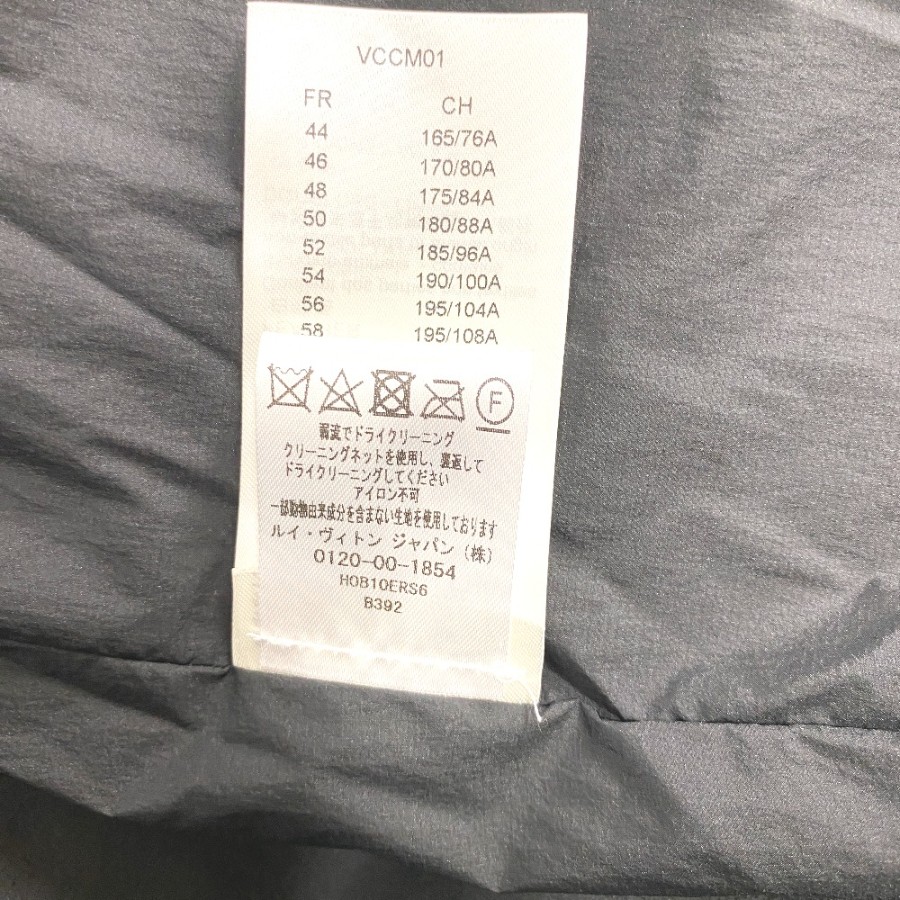 VCCM01
FR CH
44 165/76A
46 170/80A
48 175/84A
50 180/88A
52 185/96A
54 190/100A
56 195/104A
58 195/108A
F
弱流でドライクリーニング
クリーニングネットを使用し、裏返して
ドライクリーニングしてください
アイロン不可
一部動物由来成分を含まない生地を使用しております
ルイ・ヴィトン ジャパン(株)
0120-00-1854
H0B10ERS6
B392